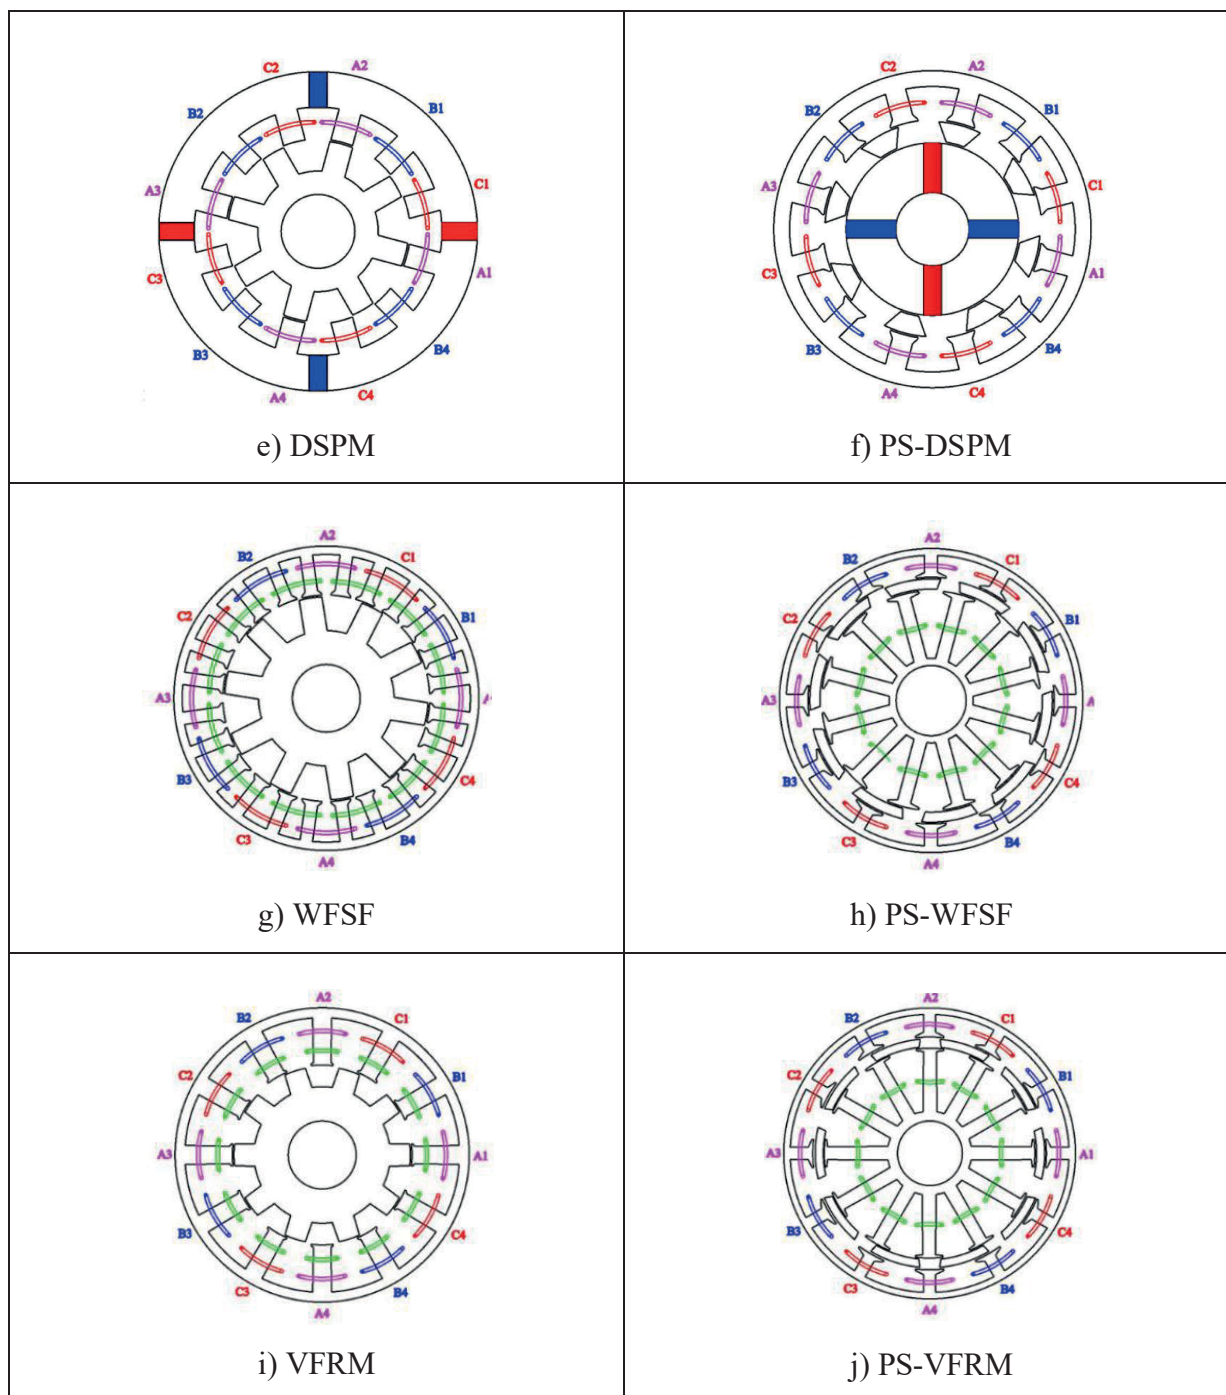 C2 A2
B2 B1
A3 C1
C3 A1
B3 B4
A4 C4
e) DSPM
C2 A2
B2 B1
A3 C1
C3 A1
B3 B4
A4 C4
f) PS-DSPM
A2
B2 C1
C2 B1
A3
B3 C4
C3 B4
A4
g) WFSF
A2
B2 C1
C2 B1
A3
B3 C4
C3 B4
A4
h) PS-WFSF
A2
B2 C1
C2 B1
A3 A1
B3 C4
C3 B4
A4
i) VFRM
A2
B2 C1
C2 B1
A3 A1
B3 C4
C3 B4
A4
j) PS-VFRM